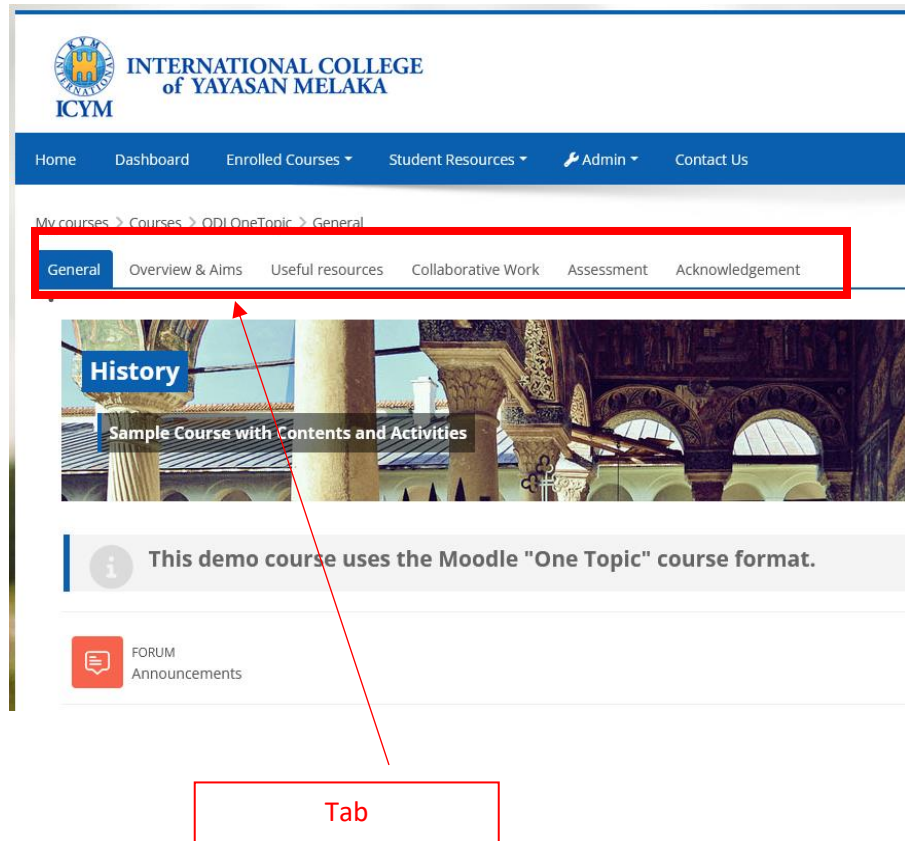 INTERNATIONAL COLLEGE
of YAYASAN MELAKA
ICYM
Home Dashboard Enrolled Courses Student Resources Admin Contact Us
My courses > Courses > ODLOneTopic > General
General Overview & Aims Useful resources Collaborative Work Assessment Acknowledgement
History
Sample Course with Contents and Activities
This demo course uses the Moodle "One Topic" course format.
FORUM
Announcements
Tab